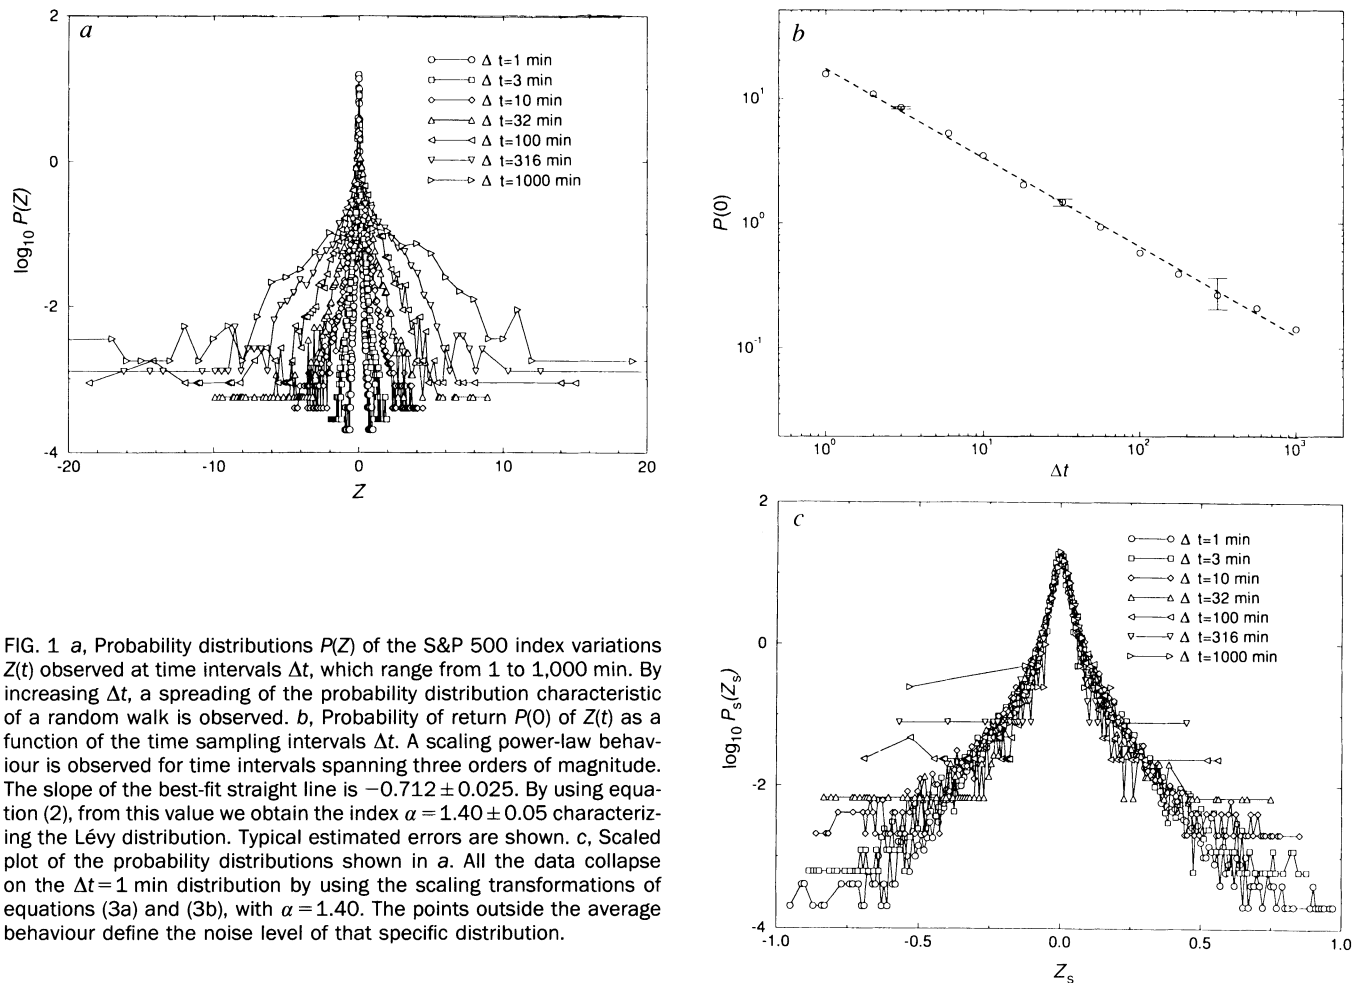 a
2
0
-2
-4
log₁₀ P(Z)
-20
-10
0
10
20
Z
Δ t=1 min
Δ t=3 min
Δ t=10 min
Δ t=32 min
Δ t=100 min
Δ t=316 min
Δ t=1000 min
b
10¹
10⁰
10⁻¹
P(0)
10⁰
10¹
10²
10³
Δt
c
2
0
-2
-4
log₁₀ Pₛ(Zₛ)
-1.0
-0.5
0.0
0.5
1.0
Zₛ
Δ t=1 min
Δ t=3 min
Δ t=10 min
Δ t=32 min
Δ t=100 min
Δ t=316 min
Δ t=1000 min
FIG. 1 a, Probability distributions P(Z) of the S&P 500 index variations
Z(t) observed at time intervals Δt, which range from 1 to 1,000 min. By
increasing Δt, a spreading of the probability distribution characteristic
of a random walk is observed. b, Probability of return P(0) of Z(t) as a
function of the time sampling intervals Δt. A scaling power-law behav-
iour is observed for time intervals spanning three orders of magnitude.
The slope of the best-fit straight line is −0.712 ± 0.025. By using equa-
tion (2), from this value we obtain the index α = 1.40 ± 0.05 characteriz-
ing the Lévy distribution. Typical estimated errors are shown. c, Scaled
plot of the probability distributions shown in a. All the data collapse
on the Δt = 1 min distribution by using the scaling transformations of
equations (3a) and (3b), with α = 1.40. The points outside the average
behaviour define the noise level of that specific distribution.